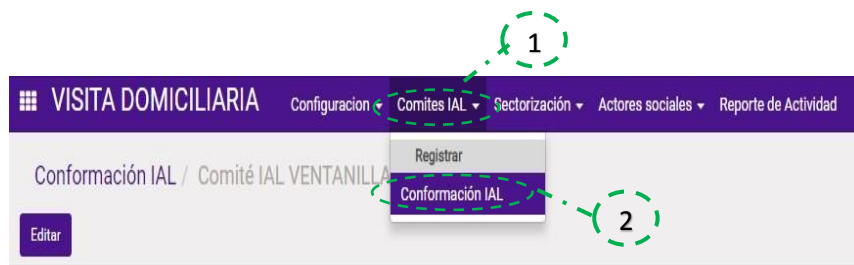 1
VISITA DOMICILIARIA Configuracion Comites IAL Sectorización Actores sociales Reporte de Actividad
Registrar
Conformación IAL / Comité IAL VENTANILLA
Conformación IAL
2
Editar